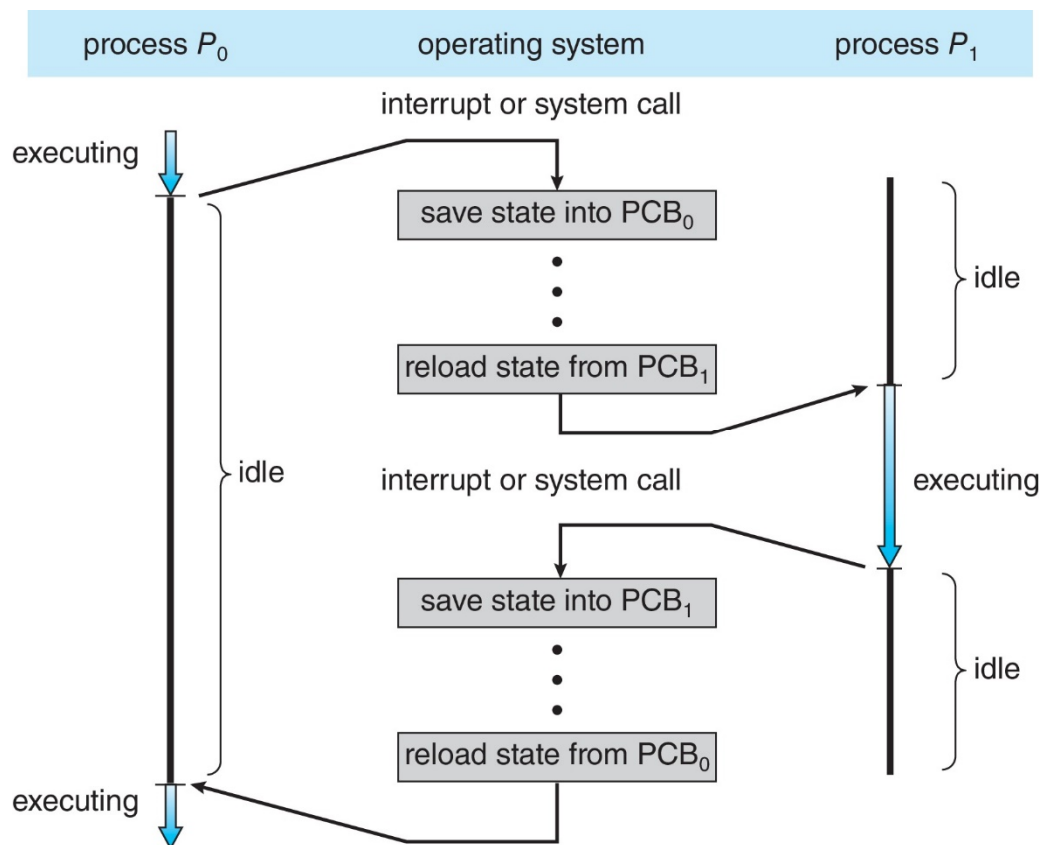 process P₀ operating system process P₁
interrupt or system call
executing
save state into PCB₀
idle
reload state from PCB₁
idle
interrupt or system call
executing
save state into PCB₁
idle
reload state from PCB₀
executing